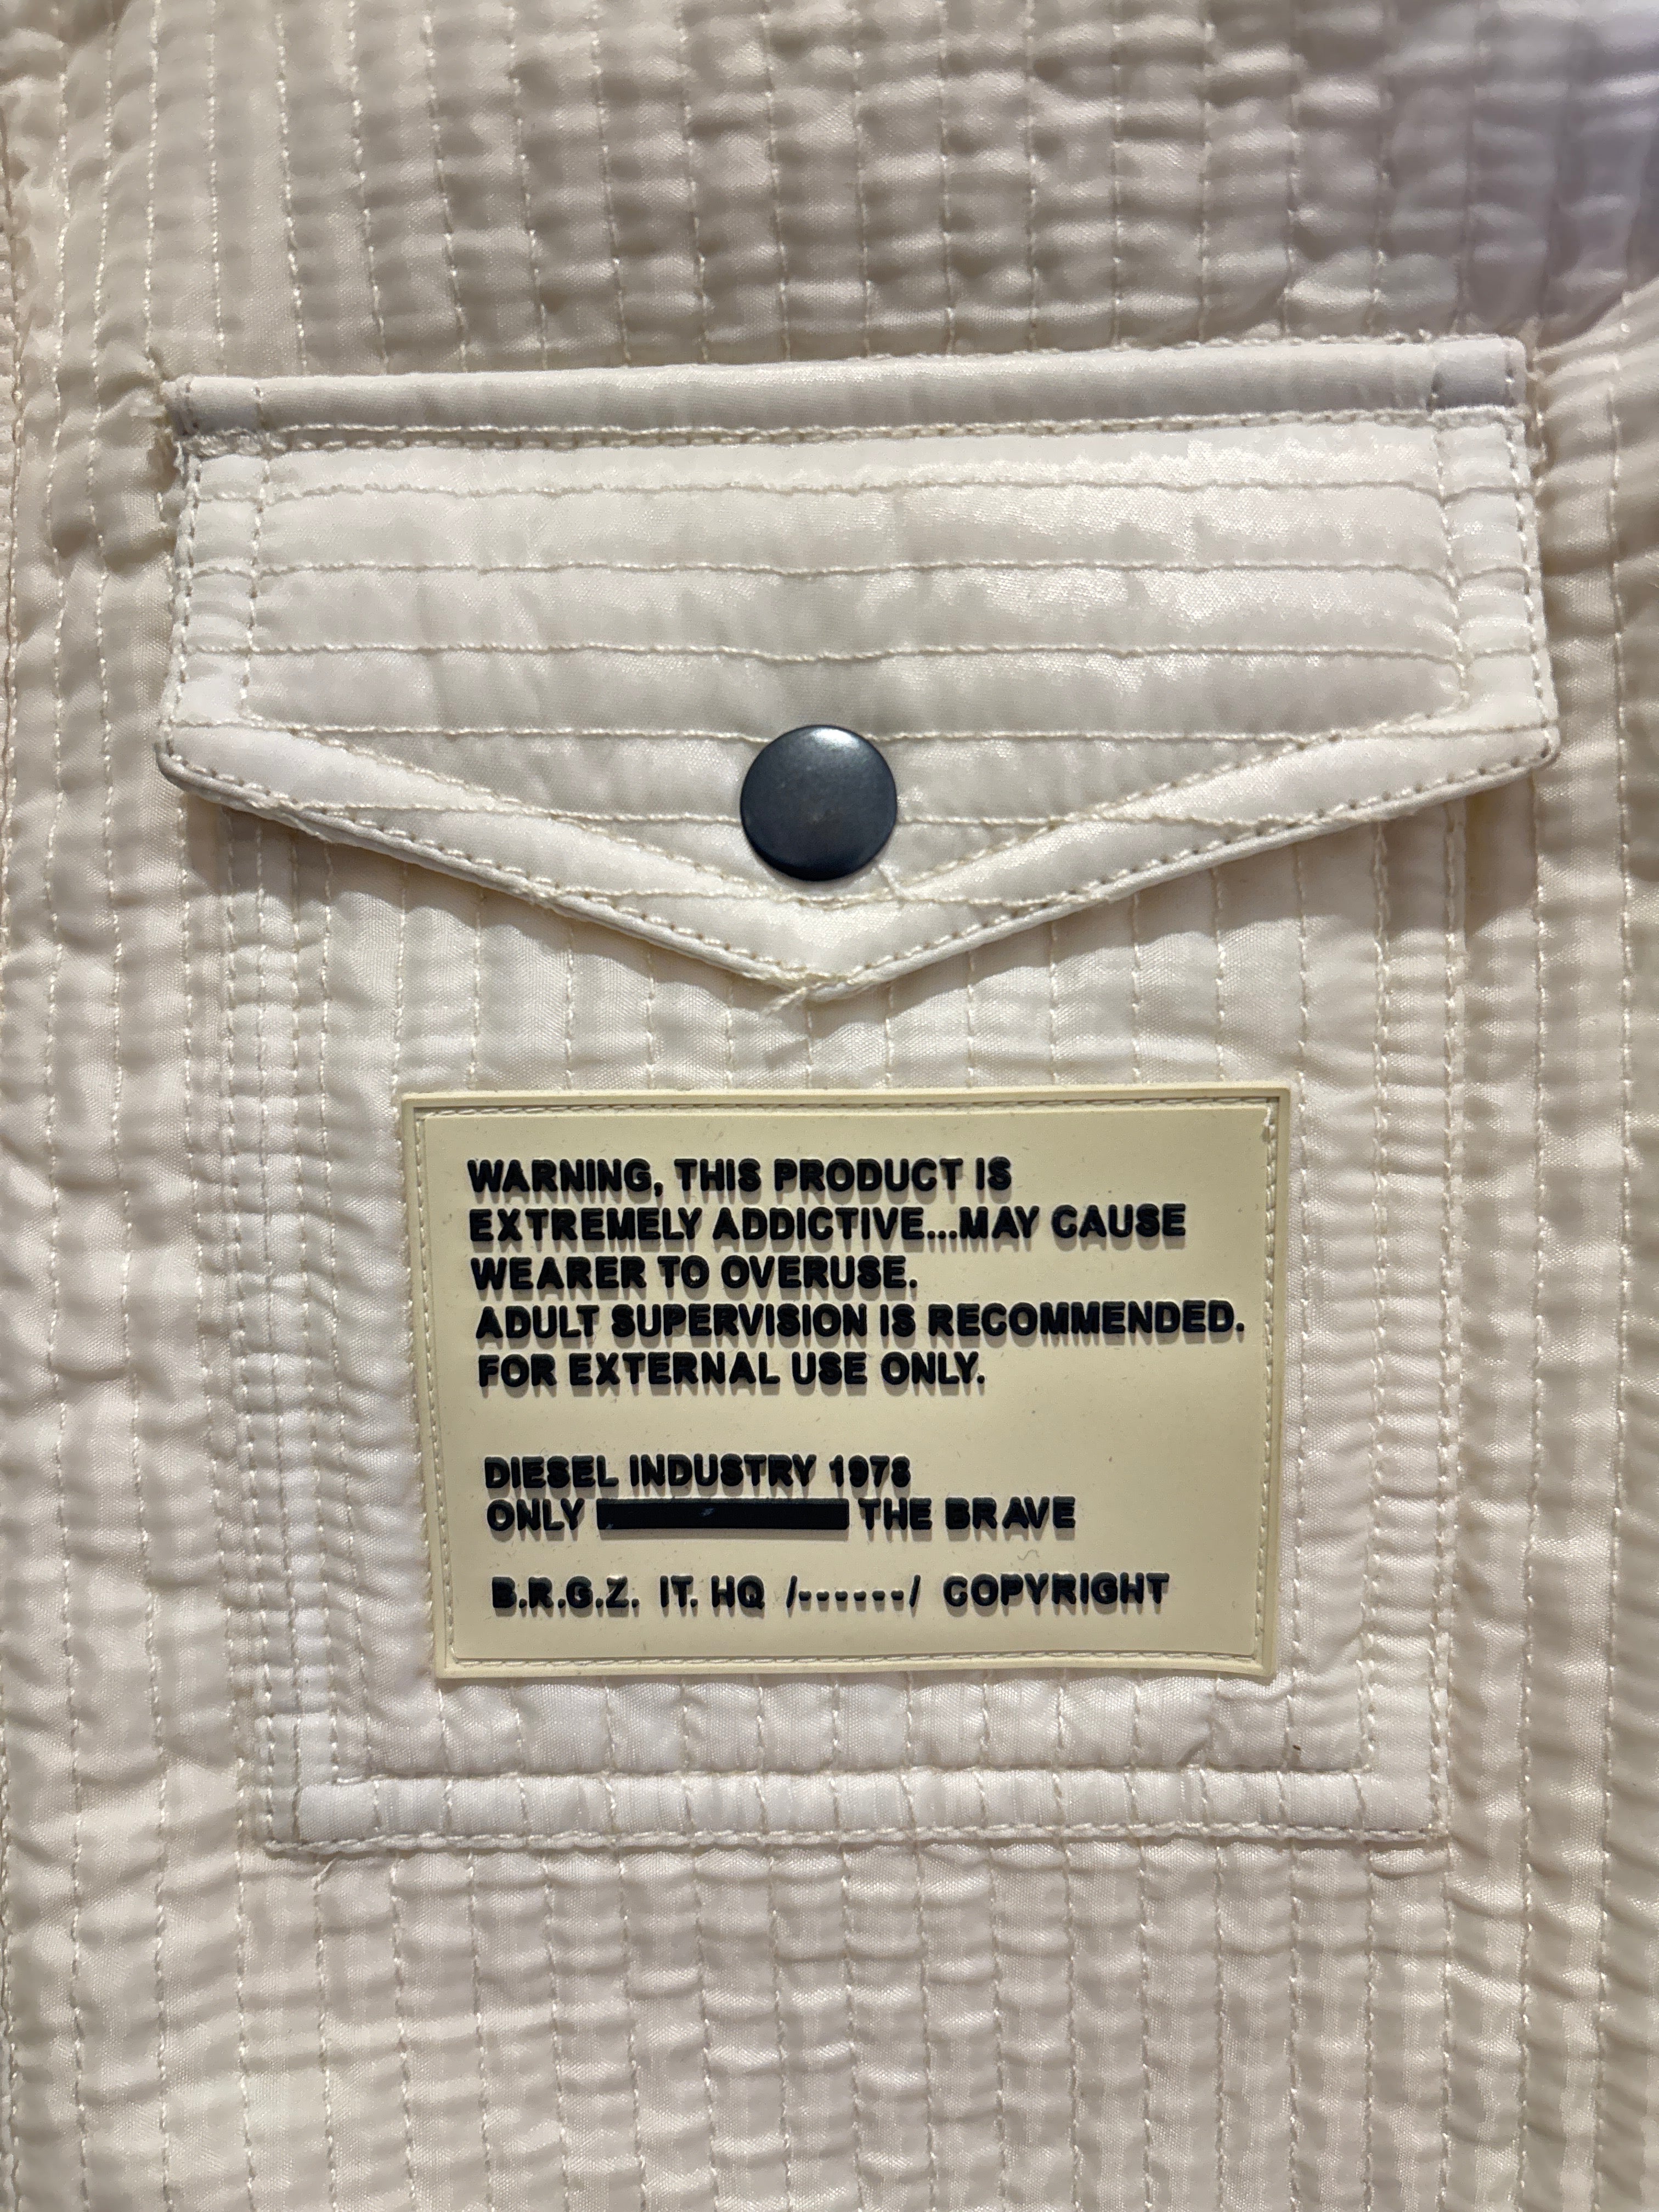 WARNING, THIS PRODUCT IS
EXTREMELY ADDICTIVE...MAY CAUSE
WEARER TO OVERUSE.
ADULT SUPERVISION IS RECOMMENDED.
FOR EXTERNAL USE ONLY.
DIESEL INDUSTRY 1978
ONLY THE BRAVE
B.R.G.Z. IT. HQ /------/ COPYRIGHT